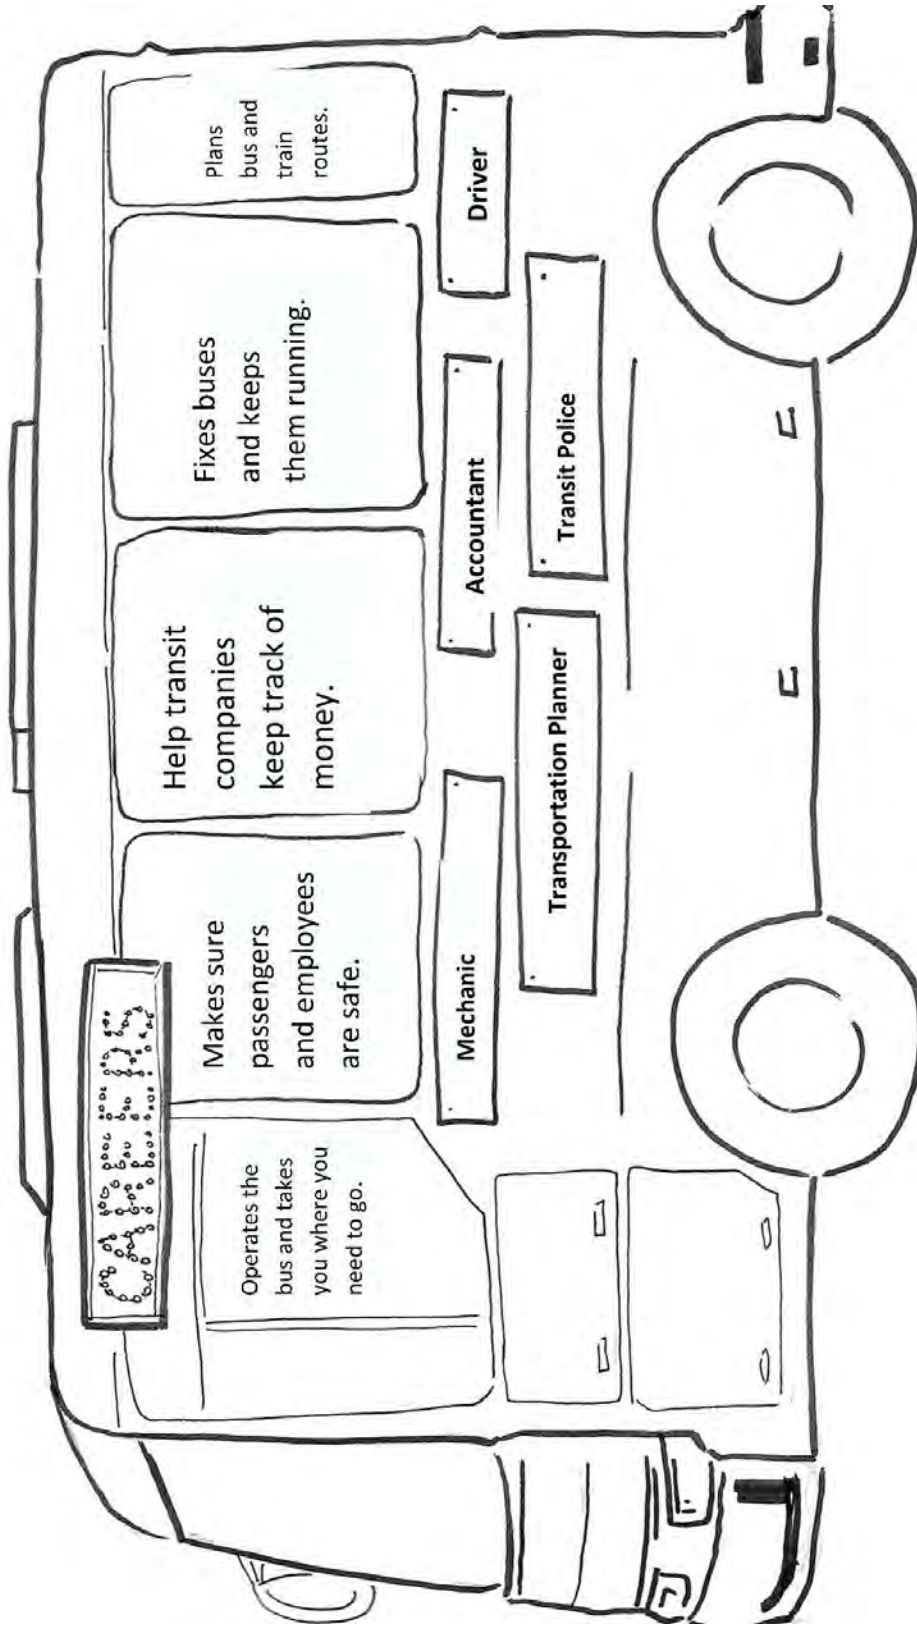 CAREERS
Operates the
bus and takes
you where you
need to go.
Makes sure
passengers
and employees
are safe.
Help transit
companies
keep track of
money.
Fixes buses
and keeps
them running.
Plans
bus and
train
routes.
Mechanic
Accountant
Driver
Transportation Planner
Transit Police